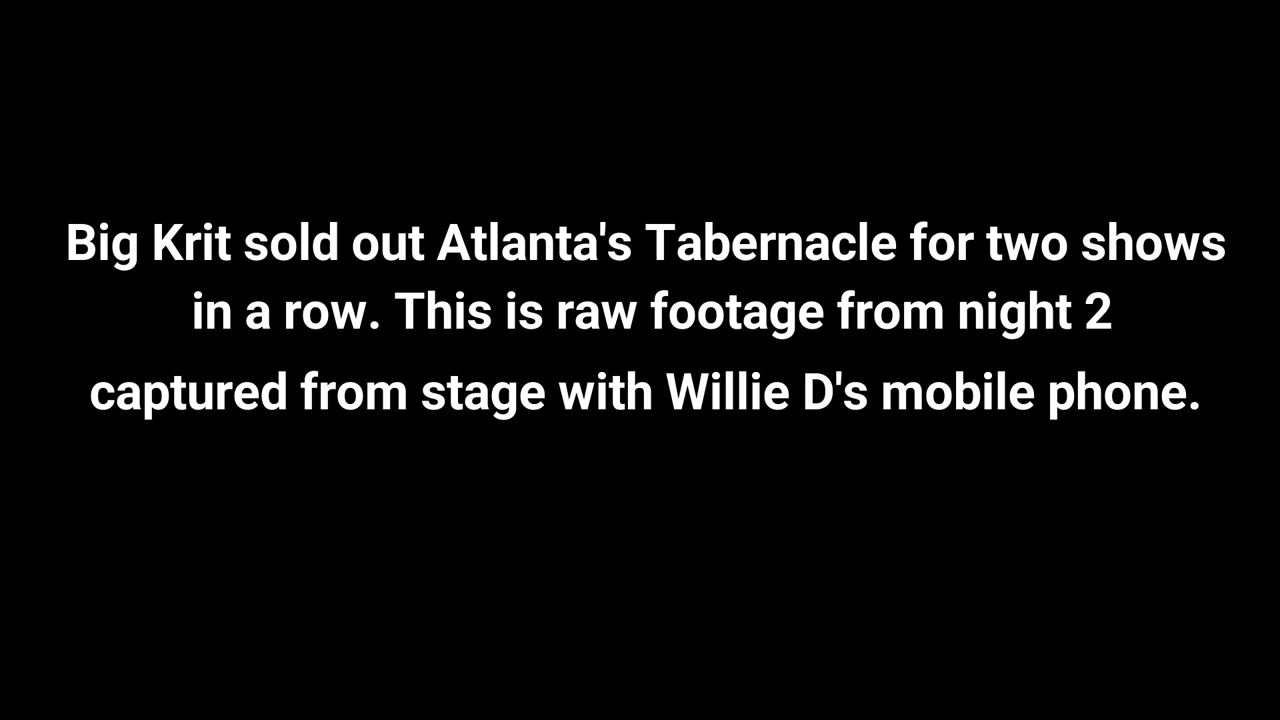 Big Krit sold out Atlanta's Tabernacle for two shows
in a row. This is raw footage from night 2
captured from stage with Willie D's mobile phone.